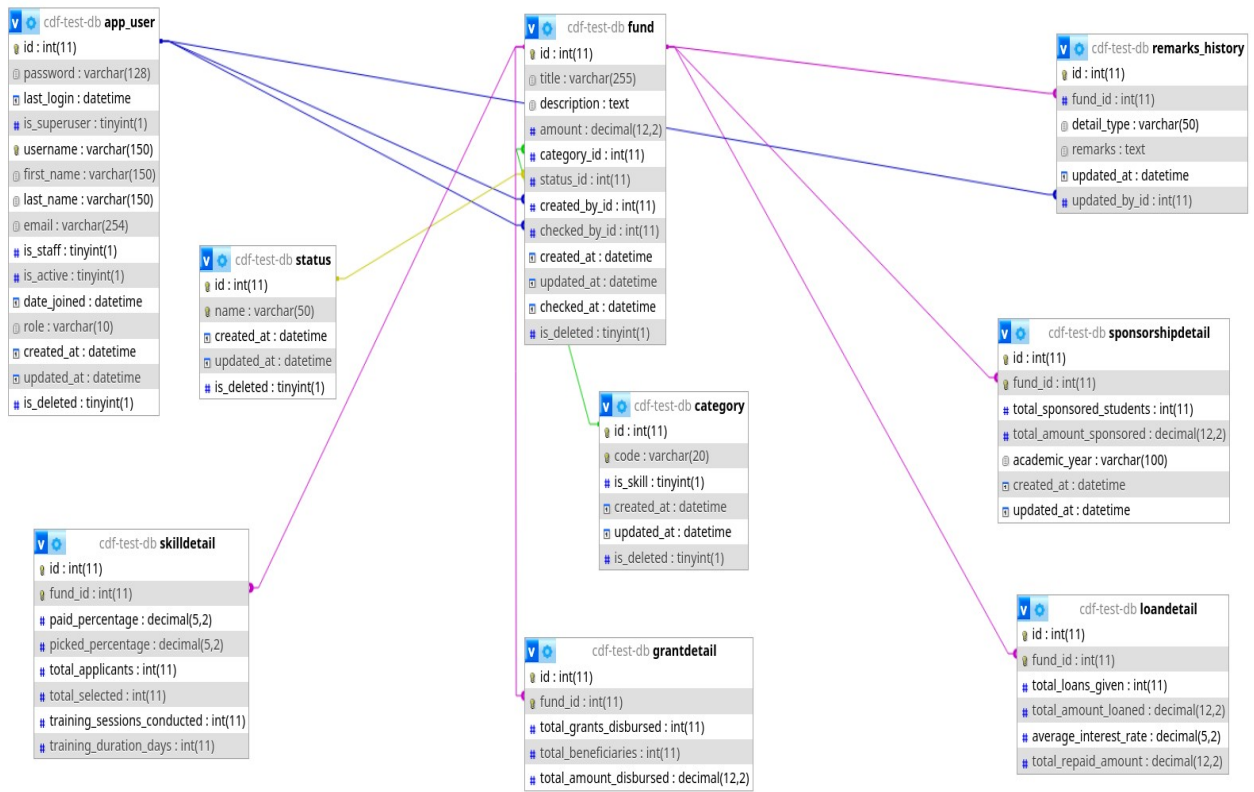 cdf-test-db app_user
id : int(11)
password : varchar(128)
last_login : datetime
is_superuser : tinyint(1)
username : varchar(150)
first_name : varchar(150)
last_name : varchar(150)
email : varchar(254)
is_staff : tinyint(1)
is_active : tinyint(1)
date_joined : datetime
role : varchar(10)
created_at : datetime
updated_at : datetime
is_deleted : tinyint(1)
cdf-test-db status
id : int(11)
name : varchar(50)
created_at : datetime
updated_at : datetime
is_deleted : tinyint(1)
cdf-test-db fund
id : int(11)
title : varchar(255)
description : text
amount : decimal(12,2)
category_id : int(11)
status_id : int(11)
created_by_id : int(11)
checked_by_id : int(11)
created_at : datetime
updated_at : datetime
checked_at : datetime
is_deleted : tinyint(1)
cdf-test-db remarks_history
id : int(11)
fund_id : int(11)
detail_type : varchar(50)
remarks : text
updated_at : datetime
updated_by_id : int(11)
cdf-test-db sponsorshipdetail
id : int(11)
fund_id : int(11)
total_sponsored_students : int(11)
total_amount_sponsored : decimal(12,2)
academic_year : varchar(100)
created_at : datetime
updated_at : datetime
cdf-test-db category
id : int(11)
code : varchar(20)
is_skill : tinyint(1)
created_at : datetime
updated_at : datetime
is_deleted : tinyint(1)
cdf-test-db skilldetail
id : int(11)
fund_id : int(11)
paid_percentage : decimal(5,2)
picked_percentage : decimal(5,2)
total_applicants : int(11)
total_selected : int(11)
training_sessions_conducted : int(11)
training_duration_days : int(11)
cdf-test-db grantdetail
id : int(11)
fund_id : int(11)
total_grants_disbursed : int(11)
total_beneficiaries : int(11)
total_amount_disbursed : decimal(12,2)
cdf-test-db loandetail
id : int(11)
fund_id : int(11)
total_loans_given : int(11)
total_amount_loaned : decimal(12,2)
average_interest_rate : decimal(5,2)
total_repaid_amount : decimal(12,2)